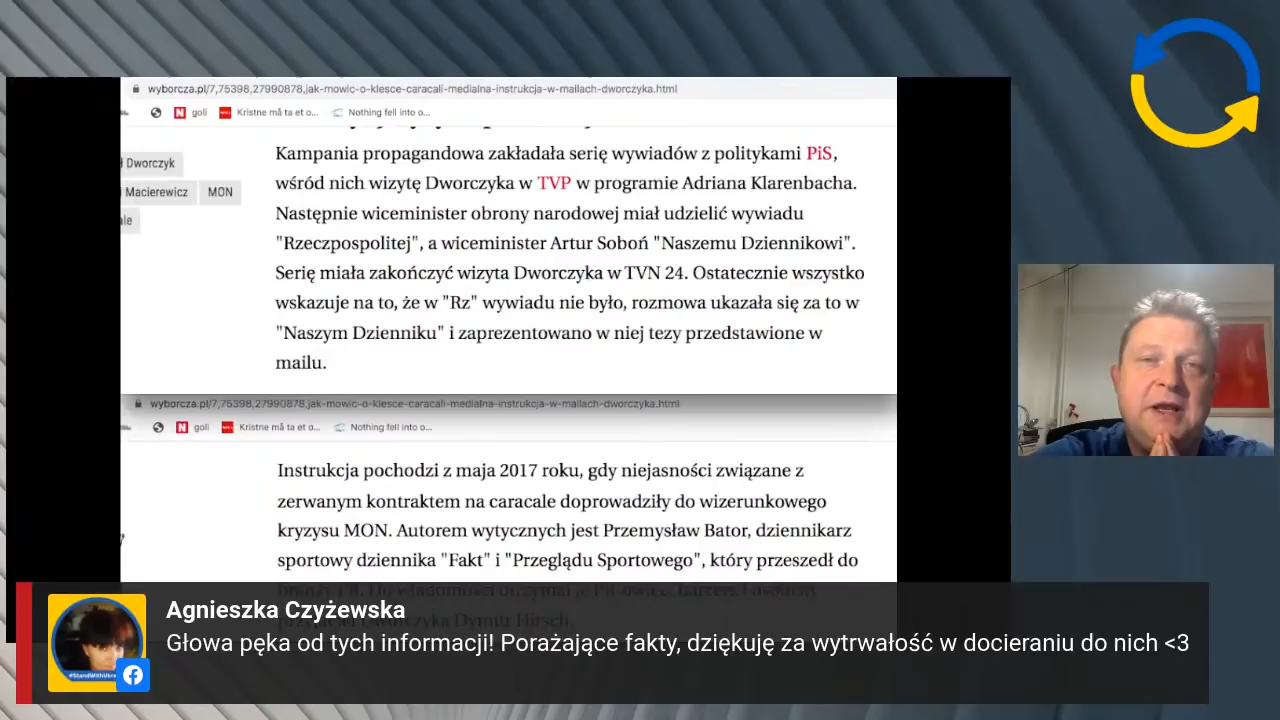 wyborcza.pl/7,75398,27990878,jak-mowic-o-klesce-caracali-medialna-instrukcja-w-mailach-dworczyka.html
goli
Kristne må ta et o...
Nothing fell into o...
ł Dworczyk
Macierewicz
MON
Kampania propagandowa zakładała serię wywiadów z politykami PiS,
wśród nich wizytę Dworczyka w TVP w programie Adriana Klarenbacha.
Następnie wiceminister obrony narodowej miał udzielić wywiadu
"Rzeczpospolitej", a wiceminister Artur Soboń "Naszemu Dziennikowi".
Serię miała zakończyć wizyta Dworczyka w TVN 24. Ostatecznie wszystko
wskazuje na to, że w "Rz" wywiadu nie było, rozmowa ukazała się za to w
"Naszym Dzienniku" i zaprezentowano w niej tezy przedstawione w
mailu.
wyborcza.pl/7,75398,27990878,jak-mowic-o-klesce-caracali-medialna-instrukcja-w-mailach-dworczyka.html
goli
Kristne må ta et o...
Nothing fell into o...
Instrukcja pochodzi z maja 2017 roku, gdy niejasności związane z
zerwanym kontraktem na caracale doprowadziły do wizerunkowego
kryzysu MON. Autorem wytycznych jest Przemysław Bator, dziennikarz
sportowy dziennika "Fakt" i "Przeglądu Sportowego", który przeszedł do
Agnieszka Czyżewska
Głowa pęka od tych informacji! Porażające fakty, dziękuję za wytrwałość w docieraniu do nich <3